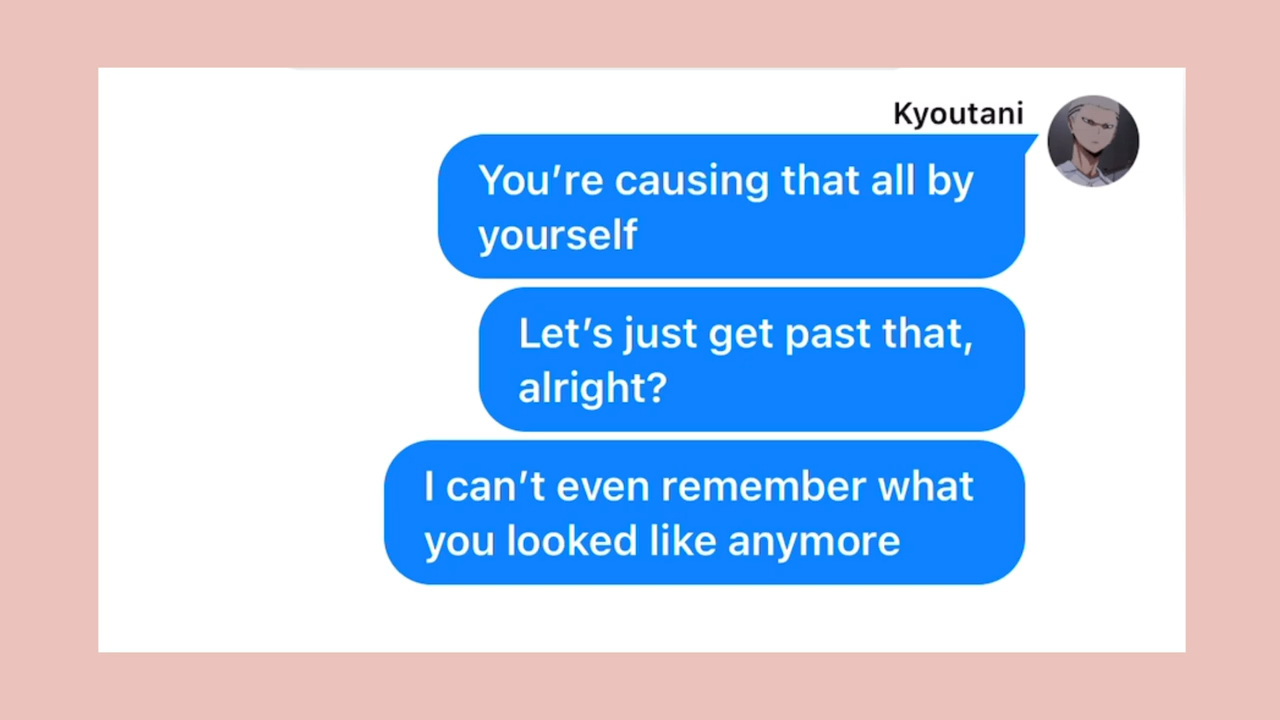 Kyoutani
You’re causing that all by
yourself
Let’s just get past that,
alright?
I can’t even remember what
you looked like anymore